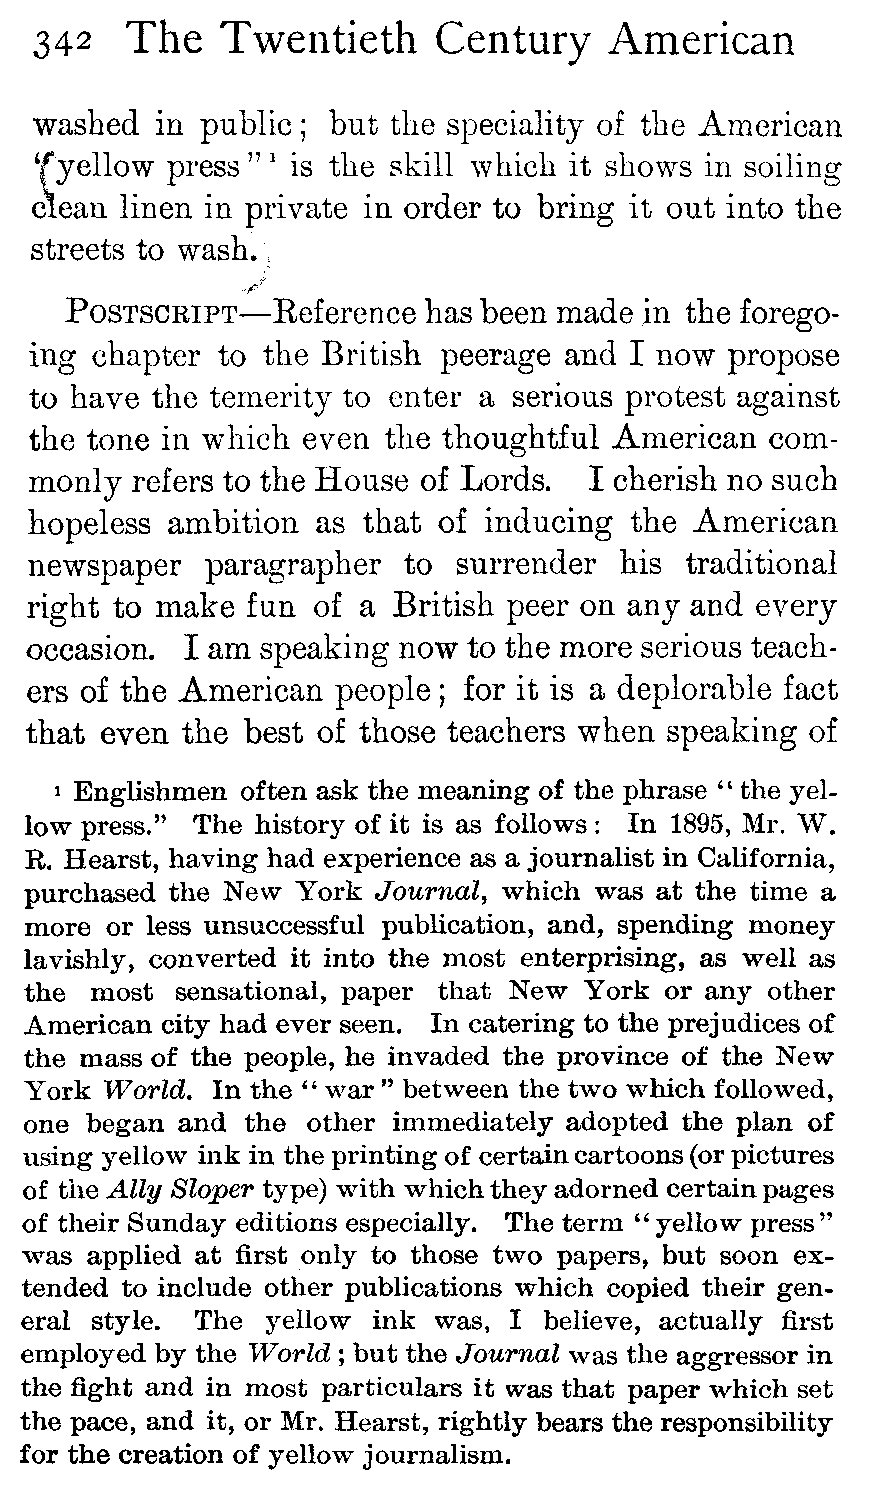 342 The Twentieth Century American
washed in public; but the speciality of the American
"yellow press"¹ is the skill which it shows in soiling
clean linen in private in order to bring it out into the
streets to wash.
POSTSCRIPT—Reference has been made in the forego-
ing chapter to the British peerage and I now propose
to have the temerity to enter a serious protest against
the tone in which even the thoughtful American com-
monly refers to the House of Lords. I cherish no such
hopeless ambition as that of inducing the American
newspaper paragrapher to surrender his traditional
right to make fun of a British peer on any and every
occasion. I am speaking now to the more serious teach-
ers of the American people; for it is a deplorable fact
that even the best of those teachers when speaking of
¹ Englishmen often ask the meaning of the phrase "the yel-
low press." The history of it is as follows: In 1895, Mr. W.
R. Hearst, having had experience as a journalist in California,
purchased the New York Journal, which was at the time a
more or less unsuccessful publication, and, spending money
lavishly, converted it into the most enterprising, as well as
the most sensational, paper that New York or any other
American city had ever seen. In catering to the prejudices of
the mass of the people, he invaded the province of the New
York World. In the "war" between the two which followed,
one began and the other immediately adopted the plan of
using yellow ink in the printing of certain cartoons (or pictures
of the Ally Sloper type) with which they adorned certain pages
of their Sunday editions especially. The term "yellow press"
was applied at first only to those two papers, but soon ex-
tended to include other publications which copied their gen-
eral style. The yellow ink was, I believe, actually first
employed by the World; but the Journal was the aggressor in
the fight and in most particulars it was that paper which set
the pace, and it, or Mr. Hearst, rightly bears the responsibility
for the creation of yellow journalism.